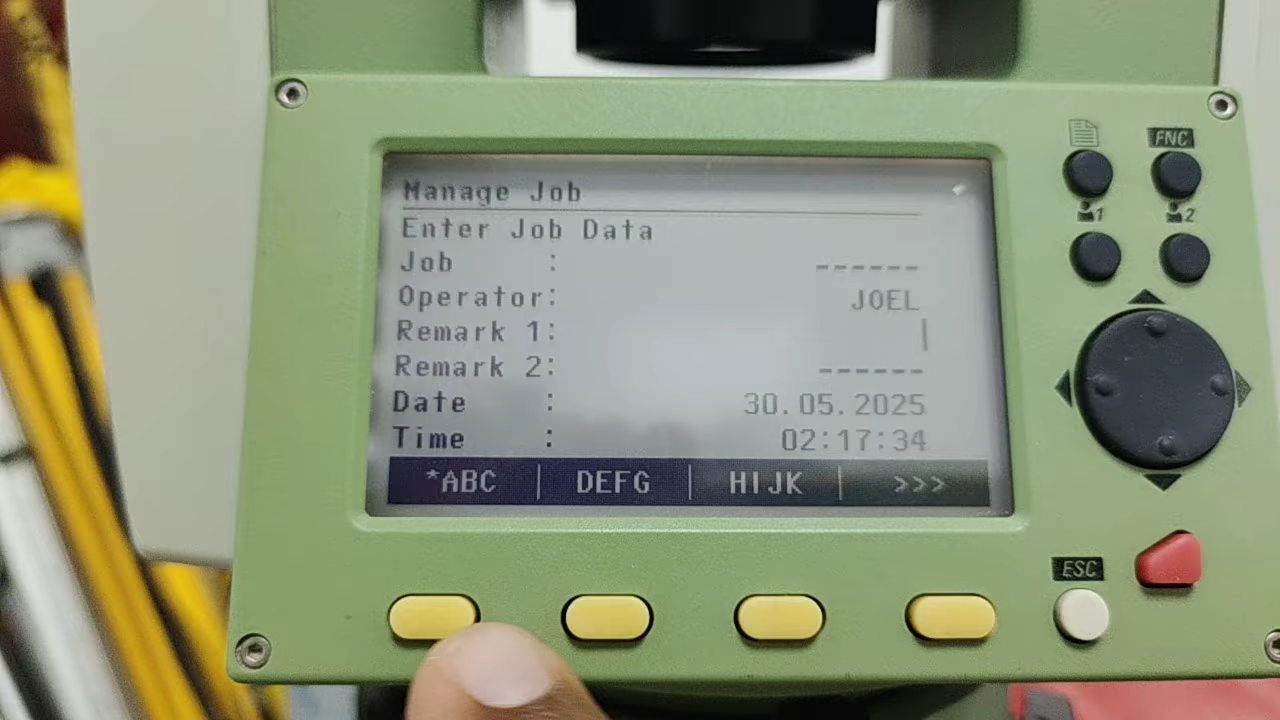 Manage Job
Enter Job Data
Job : ------
Operator: JOEL
Remark 1:
Remark 2: ------
Date : 30.05.2025
Time : 02:17:34
*ABC | DEFG | HIJK | >>>
FNC
1
2
ESC